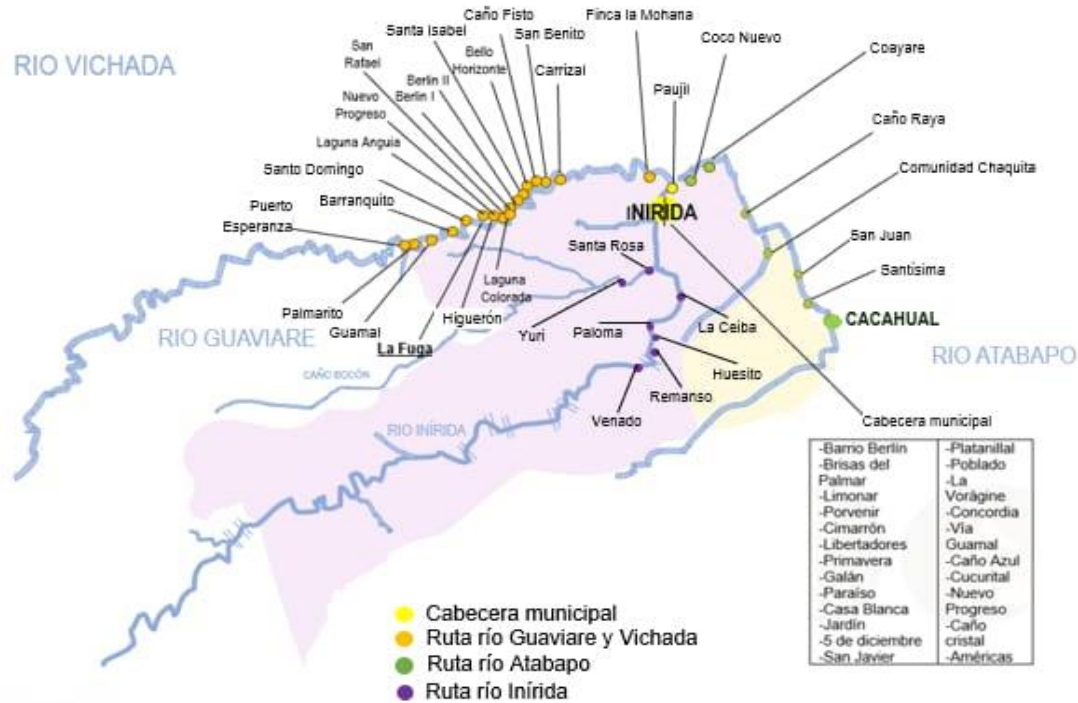 RIO VICHADA
Caño Fisto
Finca la Mohana
Santa Isabel
San Benito
Coco Nuevo
Coayare
San
Rafael
Bello
Horizonte
Carrizal
Paujil
Berlin II
Berlin I
Nuevo
Progreso
Caño Raya
Laguna Anguia
Santo Domingo
Comunidad Chaquita
Barranquito
Puerto
Esperanza
INIRIDA
San Juan
Santa Rosa
Santisima
Laguna
Colorada
Palmarito
Higuerón
Yuri
Paloma
La Ceiba
CACAHUAL
RIO GUAVIARE
Guamal
La Fuga
RIO ATABAPO
Huesito
CAÑO BOCÓN
Remanso
Venado
Cabecera municipal
RIO INÍRIDA
-Barrio Berlín
-Brisas del
Palmar
-Limonar
-Porvenir
-Cimarrón
-Libertadores
-Primavera
-Galán
-Paraíso
-Casa Blanca
-Jardín
-5 de diciembre
-San Javier
-Platanillal
-Poblado
-La
Vorágine
-Concordia
-Vía
Guamal
-Caño Azul
-Cucurital
-Nuevo
Progreso
-Caño
cristal
-Américas
Cabecera municipal
Ruta río Guaviare y Vichada
Ruta río Atabapo
Ruta río Inírida